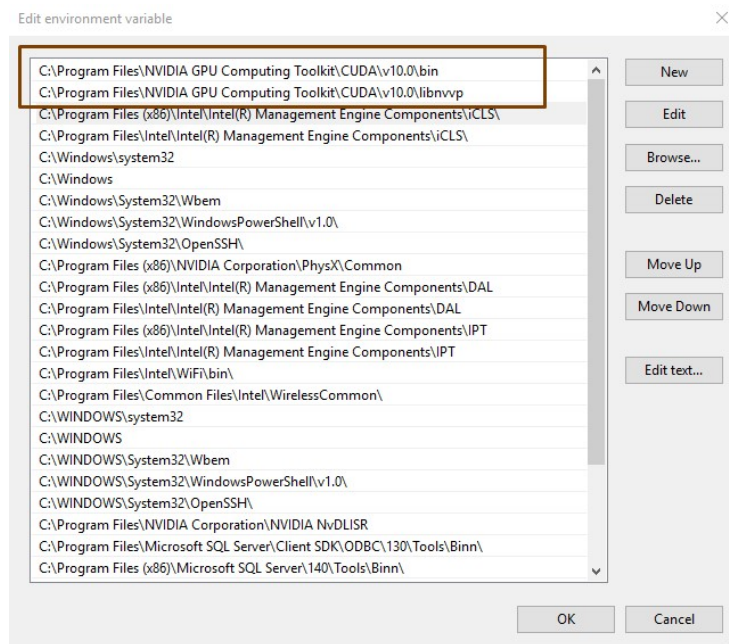 Edit environment variable
C:\Program Files\NVIDIA GPU Computing Toolkit\CUDA\v10.0\bin
C:\Program Files\NVIDIA GPU Computing Toolkit\CUDA\v10.0\libnvvp
C:\Program Files (x86)\Intel\Intel(R) Management Engine Components\iCLS\
C:\Program Files\Intel\Intel(R) Management Engine Components\iCLS\
C:\Windows\system32
C:\Windows
C:\Windows\System32\Wbem
C:\Windows\System32\WindowsPowerShell\v1.0\
C:\Windows\System32\OpenSSH\
C:\Program Files (x86)\NVIDIA Corporation\PhysX\Common
C:\Program Files (x86)\Intel\Intel(R) Management Engine Components\DAL
C:\Program Files\Intel\Intel(R) Management Engine Components\DAL
C:\Program Files (x86)\Intel\Intel(R) Management Engine Components\IPT
C:\Program Files\Intel\Intel(R) Management Engine Components\IPT
C:\Program Files\Intel\WiFi\bin\
C:\Program Files\Common Files\Intel\WirelessCommon\
C:\WINDOWS\system32
C:\WINDOWS
C:\WINDOWS\System32\Wbem
C:\WINDOWS\System32\WindowsPowerShell\v1.0\
C:\WINDOWS\System32\OpenSSH\
C:\Program Files\NVIDIA Corporation\NVIDIA NvDLISR
C:\Program Files\Microsoft SQL Server\Client SDK\ODBC\130\Tools\Binn\
C:\Program Files (x86)\Microsoft SQL Server\140\Tools\Binn\
New
Edit
Browse...
Delete
Move Up
Move Down
Edit text...
OK
Cancel